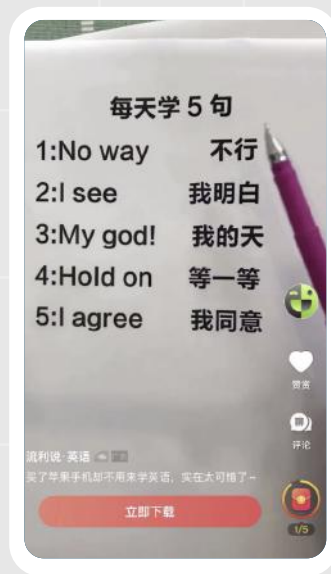 每天学 5 句
1:No way 不行
2:I see 我明白
3:My god! 我的天
4:Hold on 等一等
5:I agree 我同意
赞赏
评论
流利说·英语
买了苹果手机却不用来学英语，实在太可惜了~
立即下载
1/5